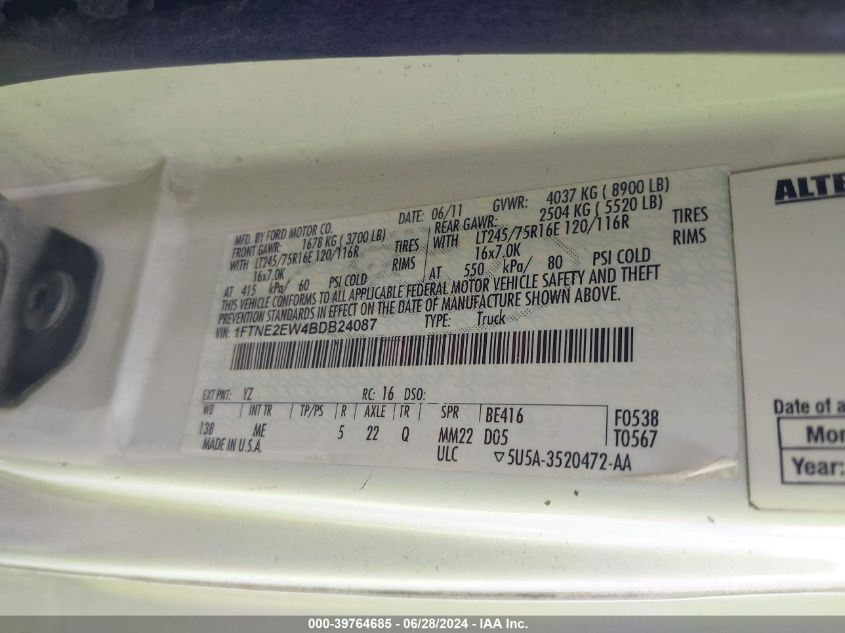 MFD. BY FORD MOTOR CO.
DATE: 06/11 GVWR: 4037 KG ( 8900 LB)
FRONT GAWR: 1678 KG ( 3700 LB) REAR GAWR: 2504 KG ( 5520 LB)
WITH LT245/75R16E 120/116R TIRES WITH LT245/75R16E 120/116R TIRES
16x7.0K RIMS 16x7.0K RIMS
AT 415 kPa/ 60 PSI COLD AT 550 kPa/ 80 PSI COLD
THIS VEHICLE CONFORMS TO ALL APPLICABLE FEDERAL MOTOR VEHICLE SAFETY AND THEFT
PREVENTION STANDARDS IN EFFECT ON THE DATE OF MANUFACTURE SHOWN ABOVE.
VIN: 1FTNE2EW4BDB24087 TYPE: Truck
EXT PNT: YZ RC: 16 DSO:
WB INT TR TP/PS R AXLE TR SPR BE416 F0538
138 ME 5 22 Q MM22 D05 T0567
MADE IN U.S.A. ULC ▽5U5A-3520472-AA
ALTE
Date of a
Mon
Year:
000-39764685 - 06/28/2024 - IAA Inc.